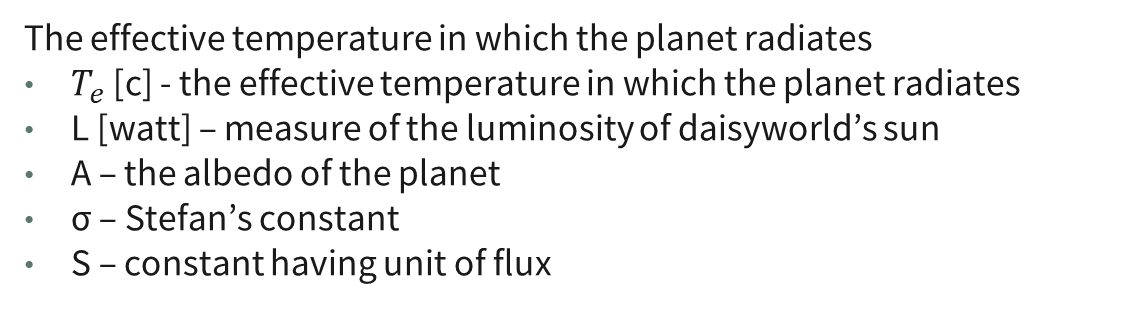 The effective temperature in which the planet radiates
• Te [c] - the effective temperature in which the planet radiates
• L [watt] – measure of the luminosity of daisyworld’s sun
• A – the albedo of the planet
• σ – Stefan’s constant
• S – constant having unit of flux